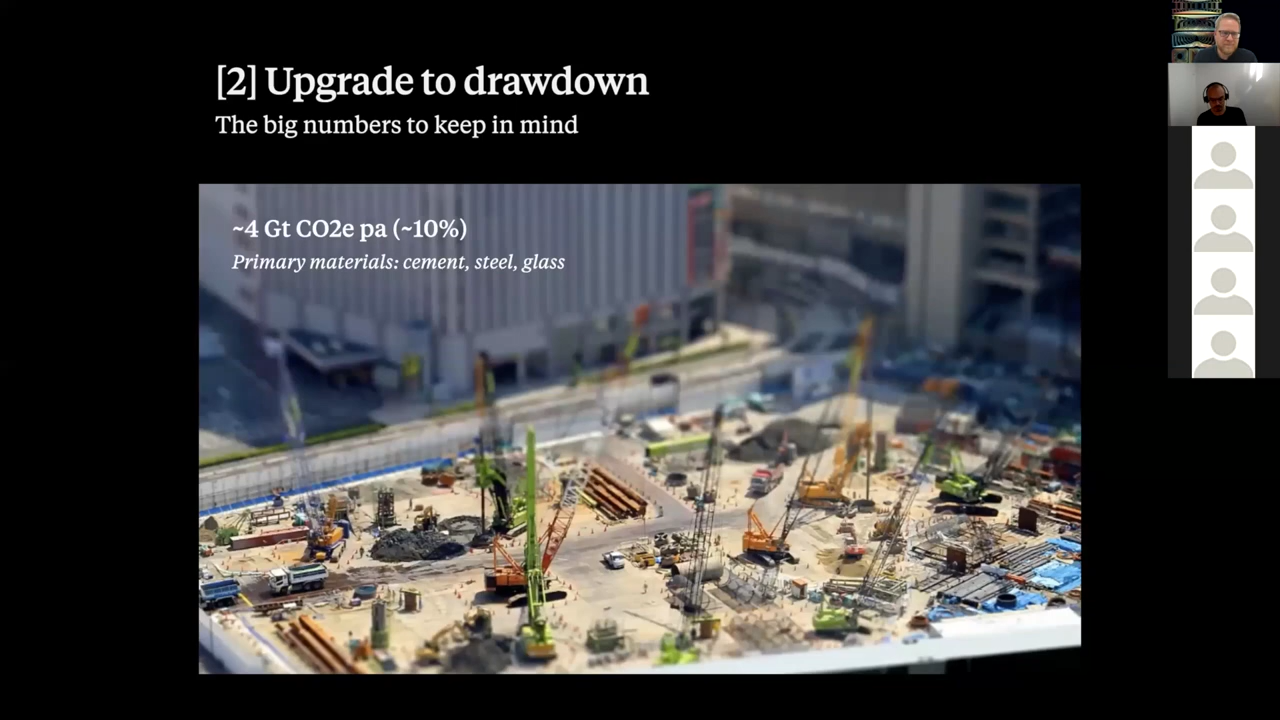 [2] Upgrade to drawdown
The big numbers to keep in mind
~4 Gt CO2e pa (~10%)
Primary materials: cement, steel, glass